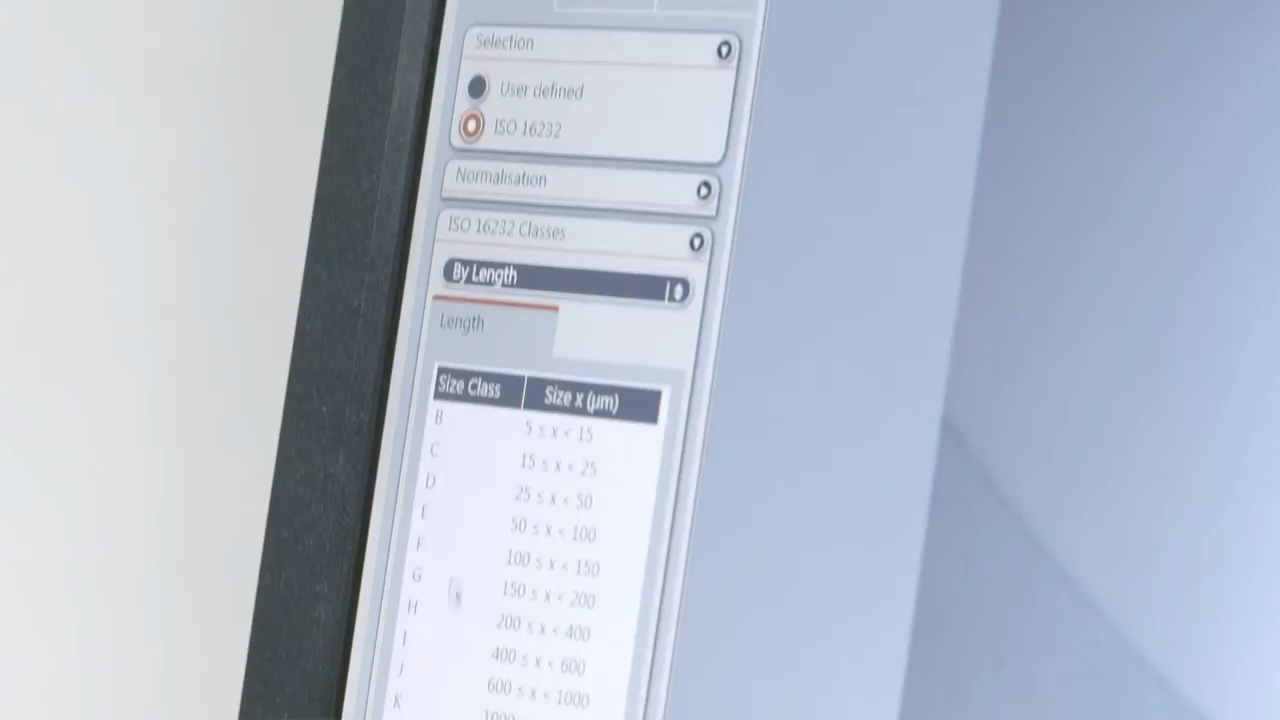 Selection
User defined
ISO 16232
Normalisation
ISO 16232 Classes
By Length
Length
Size Class Size x (µm)
B 5 ≤ x < 15
C 15 ≤ x < 25
D 25 ≤ x < 50
E 50 ≤ x < 100
F 100 ≤ x < 150
G 150 ≤ x < 200
H 200 ≤ x < 400
I 400 ≤ x < 600
J 600 ≤ x < 1000
K